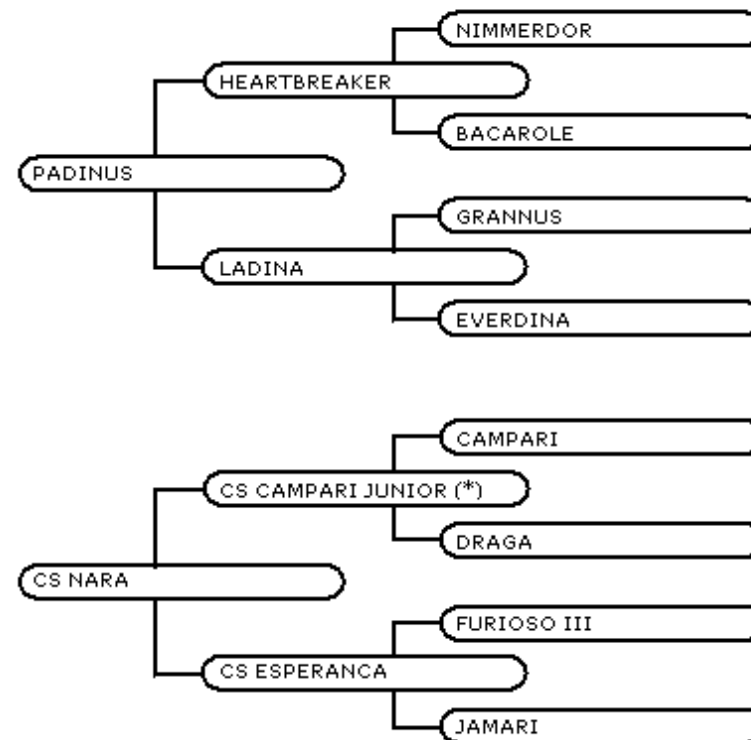 NIMMERDOR
HEARTBREAKER
BACAROLE
PADINUS
GRANNUS
LADINA
EVERDINA
CAMPARI
CS CAMPARI JUNIOR (*)
DRAGA
CS NARA
FURIOSO III
CS ESPERANCA
JAMARI